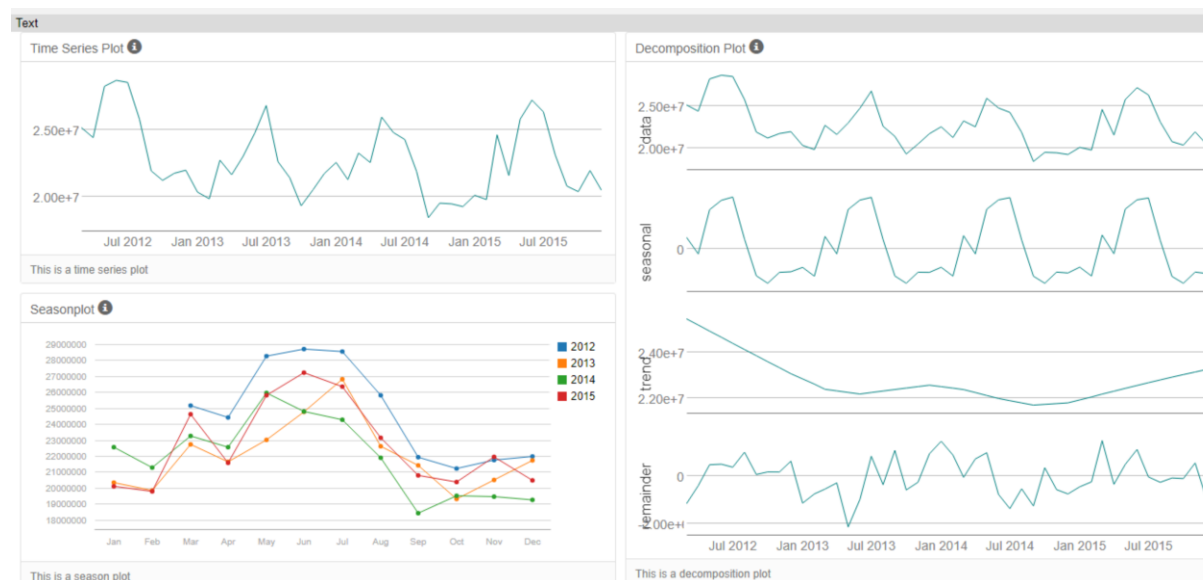 Text
Time Series Plot
2.50e+7
2.00e+7
Jul 2012 Jan 2013 Jul 2013 Jan 2014 Jul 2014 Jan 2015 Jul 2015
This is a time series plot
Seasonplot
29000000
28000000
27000000
26000000
25000000
24000000
23000000
22000000
21000000
20000000
19000000
18000000
Jan Feb Mar Apr May Jun Jul Aug Sep Oct Nov Dec
2012
2013
2014
2015
This is a season plot
Decomposition Plot
2.50e+7
data
2.00e+7
seasonal
0
2.40e+7
trend
2.20e+7
0
remainder
Jul 2012 Jan 2013 Jul 2013 Jan 2014 Jul 2014 Jan 2015 Jul 2015
This is a decomposition plot